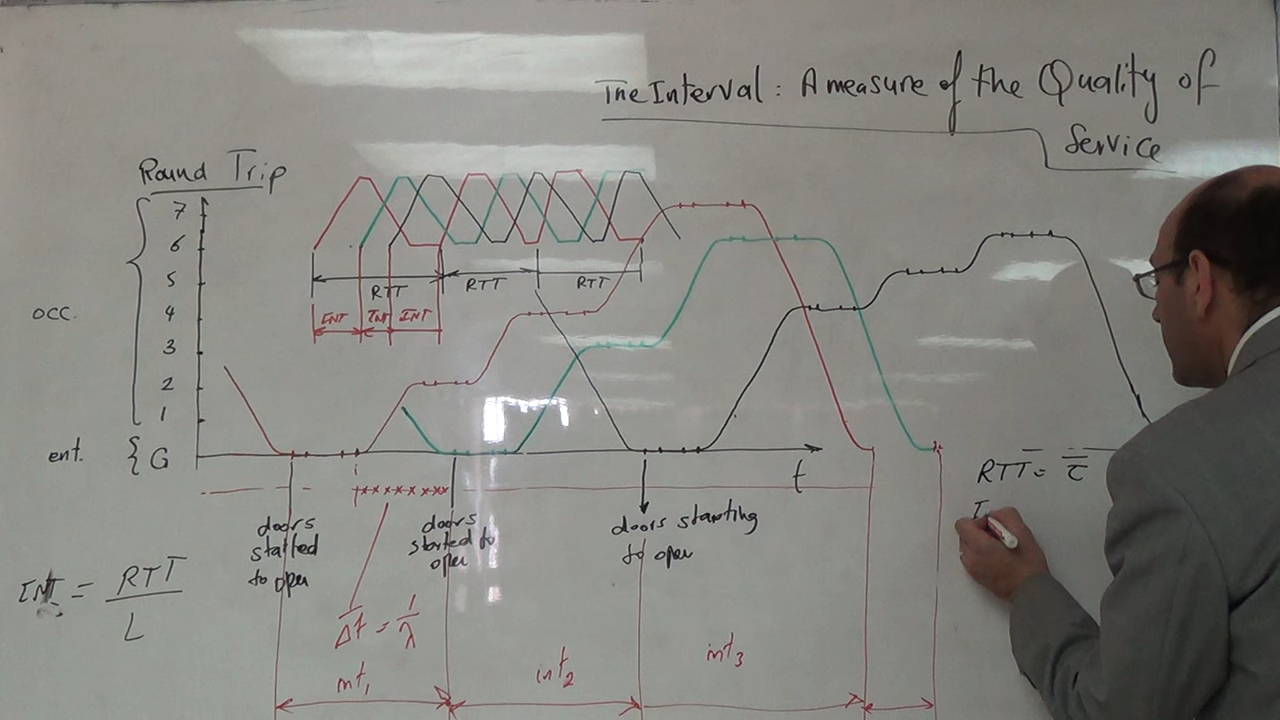 The Interval: A measure of the Quality of
Service
Round Trip
7
6
5
occ. 4
3
2
1
ent. { G
RTT RTT RTT
INT INT INT
t
RTT = τ
I
xxxxxxxx
doors
started
to open
doors
started to
open
doors starting
to open
INT = RTT
L
Δt = 1
λ
int1
int2
int3